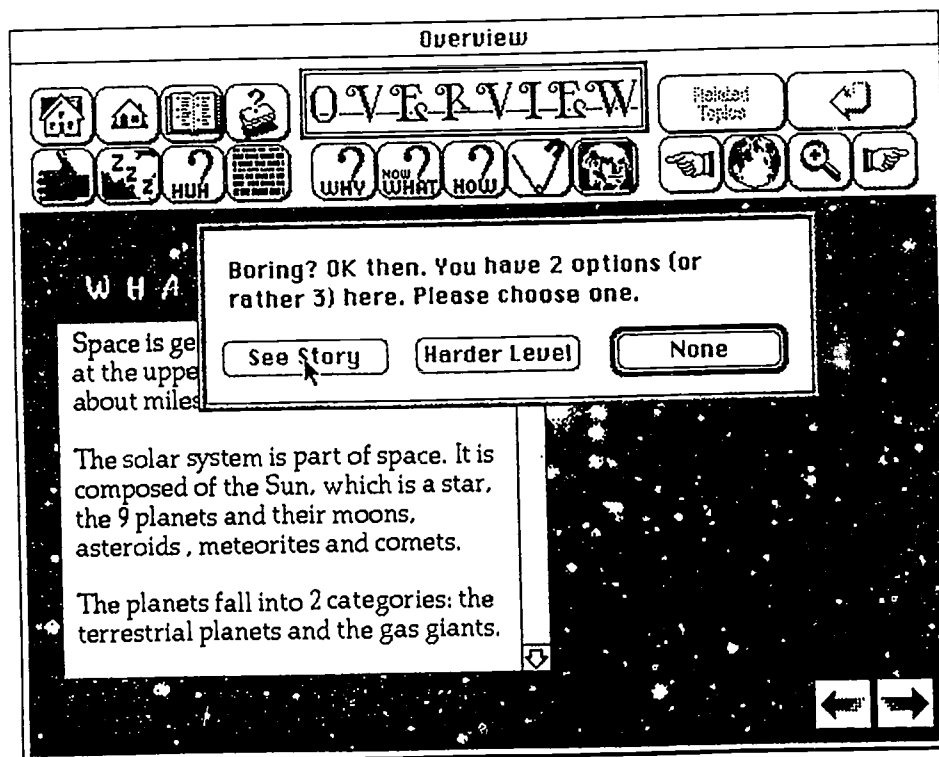 Overview
OVERVIEW
Related
Topics
Z
Z
Z
HUH
WHY
NOW
WHAT
HOW
Boring? OK then. You have 2 options (or
rather 3) here. Please choose one.
See Story
Harder Level
None
WHA
Space is ge
at the uppe
about miles
The solar system is part of space. It is
composed of the Sun, which is a star,
the 9 planets and their moons,
asteroids , meteorites and comets.
The planets fall into 2 categories: the
terrestrial planets and the gas giants.